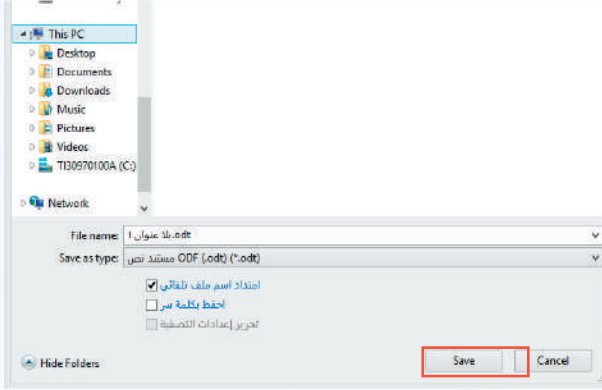 This PC
Desktop
Documents
Downloads
Music
Pictures
Videos
TI30970100A (C:)
Network
File name: بلا عنوان 1.odt
Save as type: مستند نص ODF (.odt) (*.odt)
امتداد اسم ملف تلقائي
احفظ بكلمة سر
تحرير إعدادات التصفية
Hide Folders
Save
Cancel